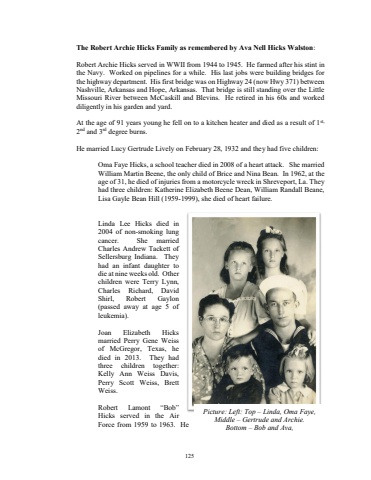 The Robert Archie Hicks Family as remembered by Ava Nell Hicks Walston:
Robert Archie Hicks served in WWII from 1944 to 1945. He farmed after his stint in
the Navy. Worked on pipelines for a while. His last jobs were building bridges for
the highway department. His first bridge was on Highway 24 (now Hwy 371) between
Nashville, Arkansas and Hope, Arkansas. That bridge is still standing over the Little
Missouri River between McCaskill and Blevins. He retired in his 60s and worked
diligently in his garden and yard.
At the age of 91 years young he fell on to a kitchen heater and died as a result of 1st,
2nd and 3rd degree burns.
He married Lucy Gertrude Lively on February 28, 1932 and they had five children:
Oma Faye Hicks, a school teacher died in 2008 of a heart attack. She married
William Martin Beene, the only child of Brice and Nina Bean. In 1962, at the
age of 31, he died of injuries from a motorcycle wreck in Shreveport, La. They
had three children: Katherine Elizabeth Beene Dean, William Randall Beane,
Lisa Gayle Bean Hill (1959-1999), she died of heart failure.
Linda Lee Hicks died in
2004 of non-smoking lung
cancer. She married
Charles Andrew Tackett of
Sellersburg Indiana. They
had an infant daughter to
die at nine weeks old. Other
children were Terry Lynn,
Charles Richard, David
Shirl, Robert Gaylon
(passed away at age 5 of
leukemia).
Joan Elizabeth Hicks
married Perry Gene Weiss
of McGregor, Texas, he
died in 2013. They had
three children together:
Kelly Ann Weiss Davis,
Perry Scott Weiss, Brett
Weiss.
Robert Lamont “Bob”
Hicks served in the Air
Force from 1959 to 1963. He
Picture: Left: Top – Linda, Oma Faye,
Middle – Gertrude and Archie.
Bottom – Bob and Ava,
125